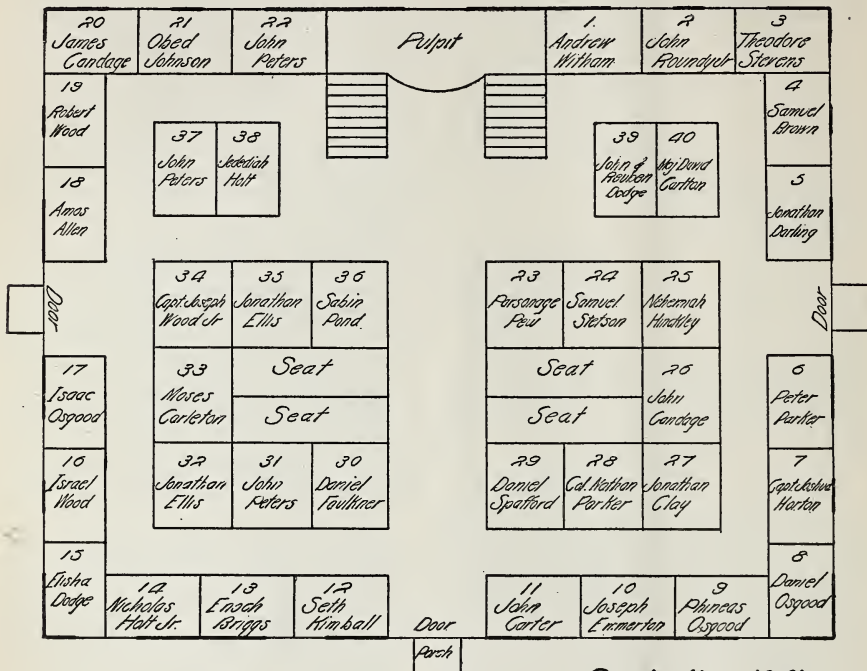 20
James
Candage
21
Obed
Johnson
22
John
Peters
Pulpit
1.
Andrew
Witham
2
John
Roundy Jr
3
Theodore
Stevens
19
Robert
Wood
4
Samuel
Brown
37
John
Peters
38
Jedediah
Holt
39
John &
Reuben
Dodge
40
Maj David
Carlton
18
Amos
Allen
5
Jonathan
Darling
Door
34
Capt. Joseph
Wood Jr
35
Jonathan
Ellis
36
Sabin
Pond.
23
Parsonage
Pew
24
Samuel
Stetson
25
Nehemiah
Hinckley
Door
17
Isaac
Osgood
33
Moses
Carleton
Seat
Seat
Seat
Seat
26
John
Candage
6
Peter
Parker
16
Israel
Wood
32
Jonathan
Ellis
31
John
Peters
30
Daniel
Faulkner
29
Daniel
Spafford
28
Col. Nathan
Parker
27
Jonathan
Clay
7
Capt Joshua
Horton
15
Elisha
Dodge
8
Daniel
Osgood
14
Nicholas
Holt Jr.
13
Enoch
Briggs
12
Seth
Kimball
Door
11
John
Carter
10
Joseph
Emmerton
9
Phineas
Osgood
Porch